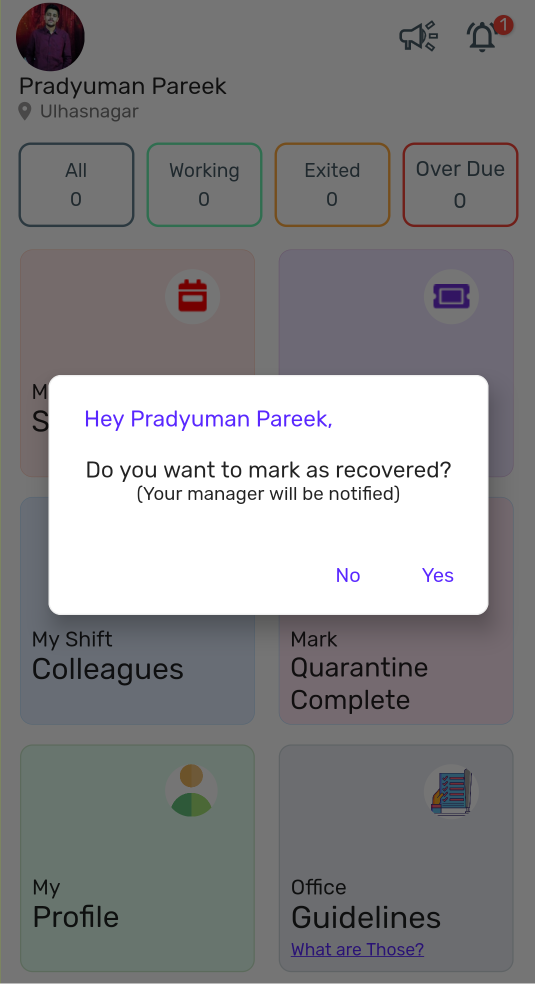 1
Pradyuman Pareek
Ulhasnagar
All
0
Working
0
Exited
0
Over Due
0
M
S
Hey Pradyuman Pareek,
Do you want to mark as recovered?
(Your manager will be notified)
No
Yes
My Shift
Colleagues
Mark
Quarantine
Complete
My
Profile
Office
Guidelines
What are Those?